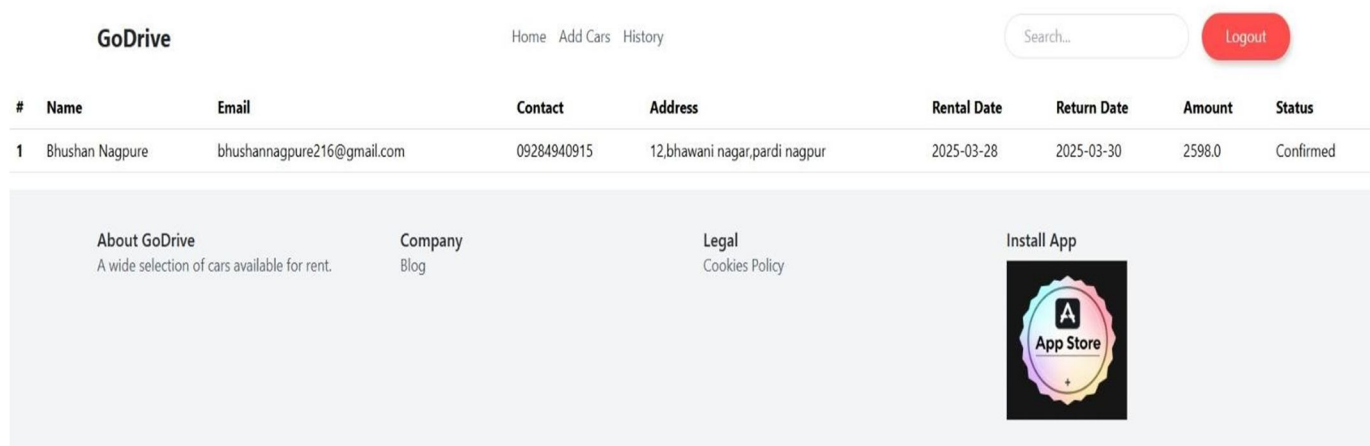 GoDrive Home Add Cars History Search... Logout
# Name Email Contact Address Rental Date Return Date Amount Status
1 Bhushan Nagpure bhushannagpure216@gmail.com 09284940915 12,bhawani nagar,pardi nagpur 2025-03-28 2025-03-30 2598.0 Confirmed
About GoDrive Company Legal Install App
A wide selection of cars available for rent. Blog Cookies Policy
A
App Store
+